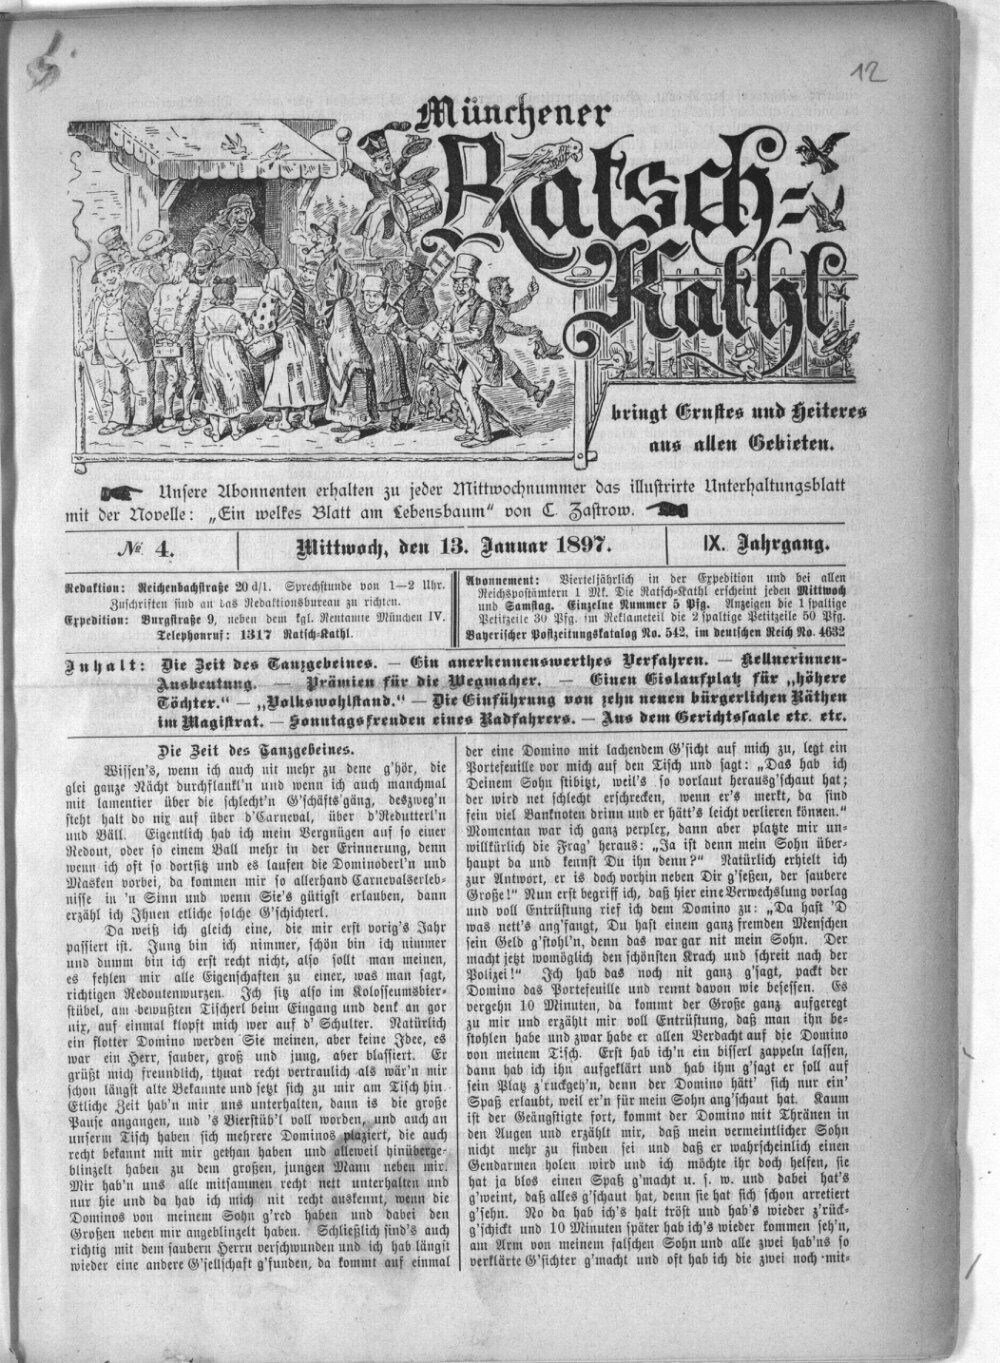 12
Münchener
Ratsch-
Kathl
bringt Ernstes und Heiteres
aus allen Gebieten.
Unsere Abonnenten erhalten zu jeder Mittwochnummer das illustrirte Unterhaltungsblatt
mit der Novelle: „Ein welkes Blatt am Lebensbaum“ von C. Zastrow.
№ 4.
Mittwoch, den 13. Januar 1897.
IX. Jahrgang.
Redaktion: Reichenbachstraße 20 d/1. Sprechstunde von 1—2 Uhr.
Zuschriften sind an das Redaktionsbureau zu richten.
Expedition: Burgstraße 9, neben dem kgl. Rentamte München IV.
Telephonruf: 1317 Ratsch-Kathl.
Abonnement: Vierteljährlich in der Expedition und bei allen
Reichspostämtern 1 Mk. Die Ratsch-Kathl erscheint jeden Mittwoch
und Samstag. Einzelne Nummer 5 Pfg. Anzeigen die 1 spaltige
Petitzeile 30 Pfg. im Reklameteil die 2 spaltige Petitzeile 50 Pfg.
Bayerischer Postzeitungskatalog No. 542, im deutschen Reich No. 4632
Inhalt: Die Zeit des Tanzgebeines. — Ein anerkennenswerthes Verfahren. — Kellnerinnen-
Ausbeutung. — Prämien für die Wegmacher. — Einen Eislaufplatz für „höhere
Töchter.“ — „Volkswohlstand.“ — Die Einführung von zehn neuen bürgerlichen Räthen
im Magistrat. — Sonntagsfreuden eines Radfahrers. — Aus dem Gerichtssaale etc. etc.
Die Zeit des Tanzgebeines.
Wissen's, wenn ich auch nit mehr zu dene g'hör, die
glei ganze Nächt durchflankl'n und wenn ich auch manchmal
mit lamentier über die schlecht'n G'schäfts'gäng, deszweg'n
steht halt do nix auf über d'Carneval, über d'Redutterl'n
und Bäll. Eigentlich hab ich mein Vergnügen auf so einer
Redout, oder so einem Ball mehr in der Erinnerung, denn
wenn ich oft so dortsitz und es laufen die Dominoderl'n und
Masken vorbei, da kommen mir so allerhand Carnevalserleb-
nisse in 'n Sinn und wenn Sie's gütigst erlauben, dann
erzähl ich Ihnen etliche solche G'schichterl.
Da weiß ich gleich eine, die mir erst vorig's Jahr
passiert ist. Jung bin ich nimmer, schön bin ich nimmer
und dumm bin ich erst recht nicht, also sollt man meinen,
es fehlen mir alle Eigenschaften zu einer, was man sagt,
richtigen Redoutenwurzen. Ich sitz also im Kolosseumsbier-
stübel, am bewußten Tischerl beim Eingang und denk an gor
nix, auf einmal klopft mich wer auf d' Schulter. Natürlich
ein flotter Domino werden Sie meinen, aber keine Idee, es
war ein Herr, sauber, groß und jung, aber blassiert. Er
grüßt mich freundlich, thuat recht vertraulich als wär'n mir
schon längst alte Bekannte und setzt sich zu mir am Tisch hin.
Etliche Zeit hab'n mir uns unterhalten, dann is die große
Pause angangen, und 's Bierstüb'l voll worden, und auch an
unserm Tisch haben sich mehrere Dominos plaziert, die auch
recht bekannt mit mir gethan haben und alleweil hinüberge-
blinzelt haben zu dem großen, jungen Mann neben mir.
Mir hab'n uns alle mitsammen recht nett unterhalten und
nur hie und da hab ich mich nit recht auskennt, wenn die
Dominos von meinem Sohn g'red haben und dabei den
Großen neben mir angeblinzelt haben. Schließlich sind's auch
richtig mit dem saubern Herrn verschwunden und ich hab längst
wieder eine andere G'sellschaft g'funden, da kommt auf einmal
der eine Domino mit lachendem G'sicht auf mich zu, legt ein
Portefeuille vor mich auf den Tisch und sagt: „Das hab ich
Deinem Sohn stibitzt, weil's so vorlaut herausg'schaut hat;
der wird net schlecht erschrecken, wenn er's merkt, da sind
sein viel Banknoten drinn und er hätt's leicht verlieren können.“
Momentan war ich ganz perplex, dann aber platzte mir un-
willkürlich die Frag' heraus: „Ja ist denn mein Sohn über-
haupt da und kennst Du ihn denn?“ Natürlich erhielt ich
zur Antwort, er is doch vorhin neben Dir g'seßen, der saubere
Große!“ Nun erst begriff ich, daß hier eine Verwechslung vorlag
und voll Entrüstung rief ich dem Domino zu: „Da hast 'D
was nett's ang'fangt, Du hast einem ganz fremden Menschen
sein Geld g'stohl'n, denn das war gar nit mein Sohn. Der
macht jetzt womöglich den schönsten Krach und schreit nach der
Polizei!“ Ich hab das noch nit ganz g'sagt, packt der
Domino das Portefeuille und rennt davon wie besessen. Es
vergehn 10 Minuten, da kommt der Große ganz aufgeregt
zu mir und erzählt mir voll Entrüstung, daß man ihn be-
stohlen habe und zwar habe er allen Verdacht auf die Domino
von meinem Tisch. Erst hab ich'n ein bisserl zappeln lassen,
dann hab ich ihn aufgeklärt und hab ihm g'sagt er soll auf
sein Platz z'ruckgeh'n, denn der Domino hätt' sich nur ein'
Spaß erlaubt, weil er'n für mein Sohn ang'schaut hat. Kaum
ist der Geängstigte fort, kommt der Domino mit Thränen in
den Augen und erzählt mir, daß mein vermeintlicher Sohn
nicht mehr zu finden sei und daß er wahrscheinlich einen
Gendarmen holen wird und ich möchte ihr doch helfen, sie
hat ja blos einen Spaß g'macht u. s. w. und dabei hat's
g'weint, daß alles g'schaut hat, denn sie hat sich schon arretiert
g'sehn. No da hab ich's halt tröst und hab's wieder z'rück-
g'schickt und 10 Minuten später hab ich's wieder kommen seh'n,
am Arm von meinem falschen Sohn und alle zwei hab'ns so
verklärte G'sichter g'macht und oft hab ich die zwei noch mit-